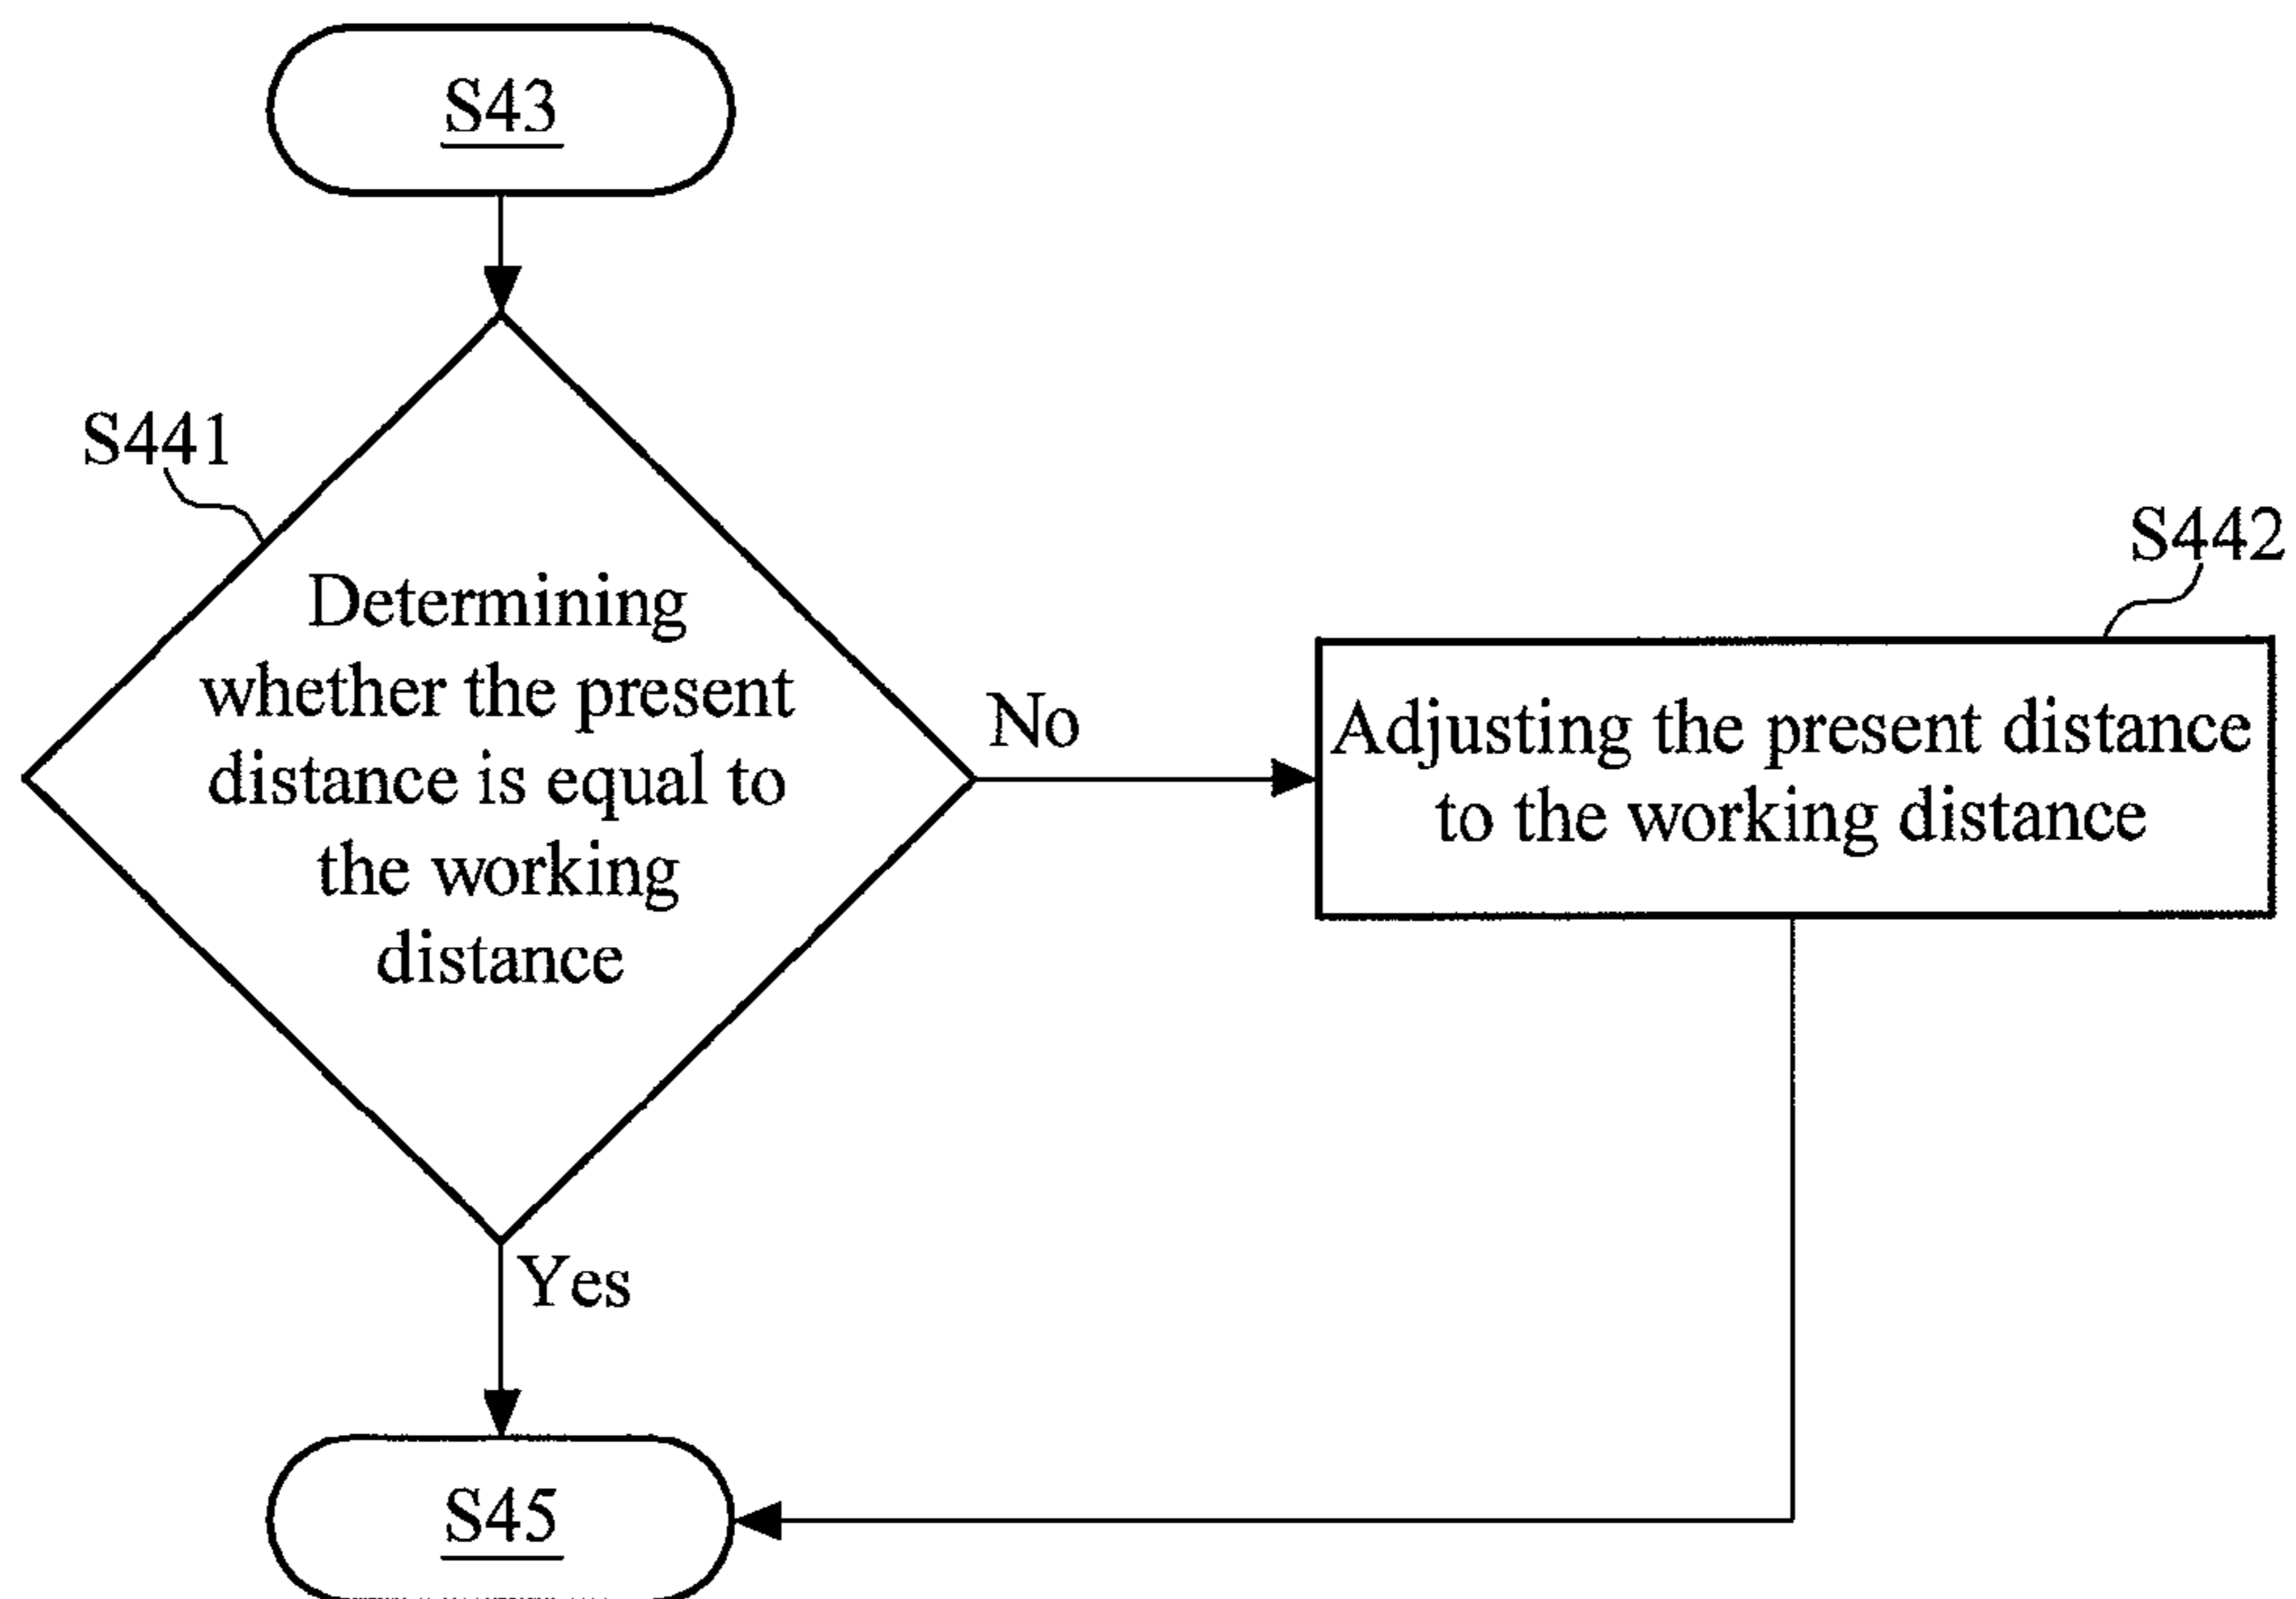 S43
S441
Determining
whether the present
distance is equal to
the working
distance
No
S442
Adjusting the present distance
to the working distance
Yes
S45